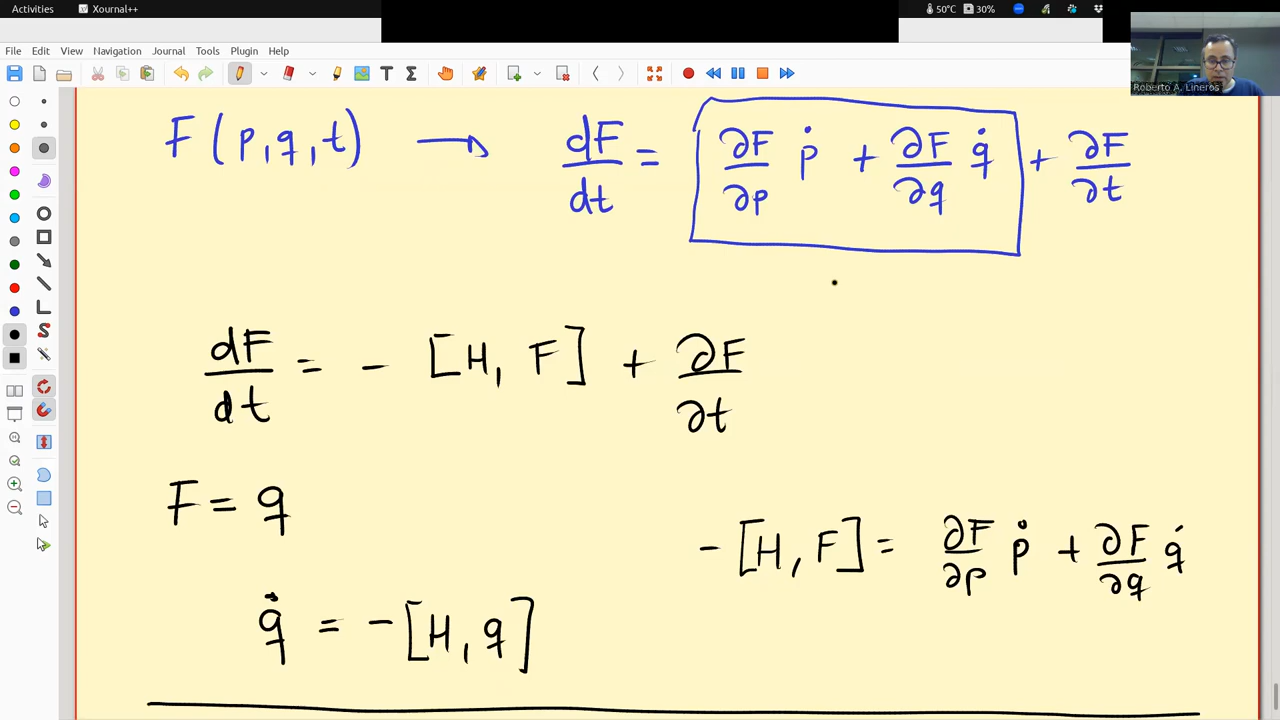 Activities Xournal++ 50°C 30%
File Edit View Navigation Journal Tools Plugin Help
Roberto A. Lineros
F(p,q,t) → dF/dt = ∂F/∂p ṗ + ∂F/∂q q̇ + ∂F/∂t
dF/dt = - [H, F] + ∂F/∂t
F = q
-[H, F] = ∂F/∂p ṗ + ∂F/∂q q̇
q̇ = -[H, q]